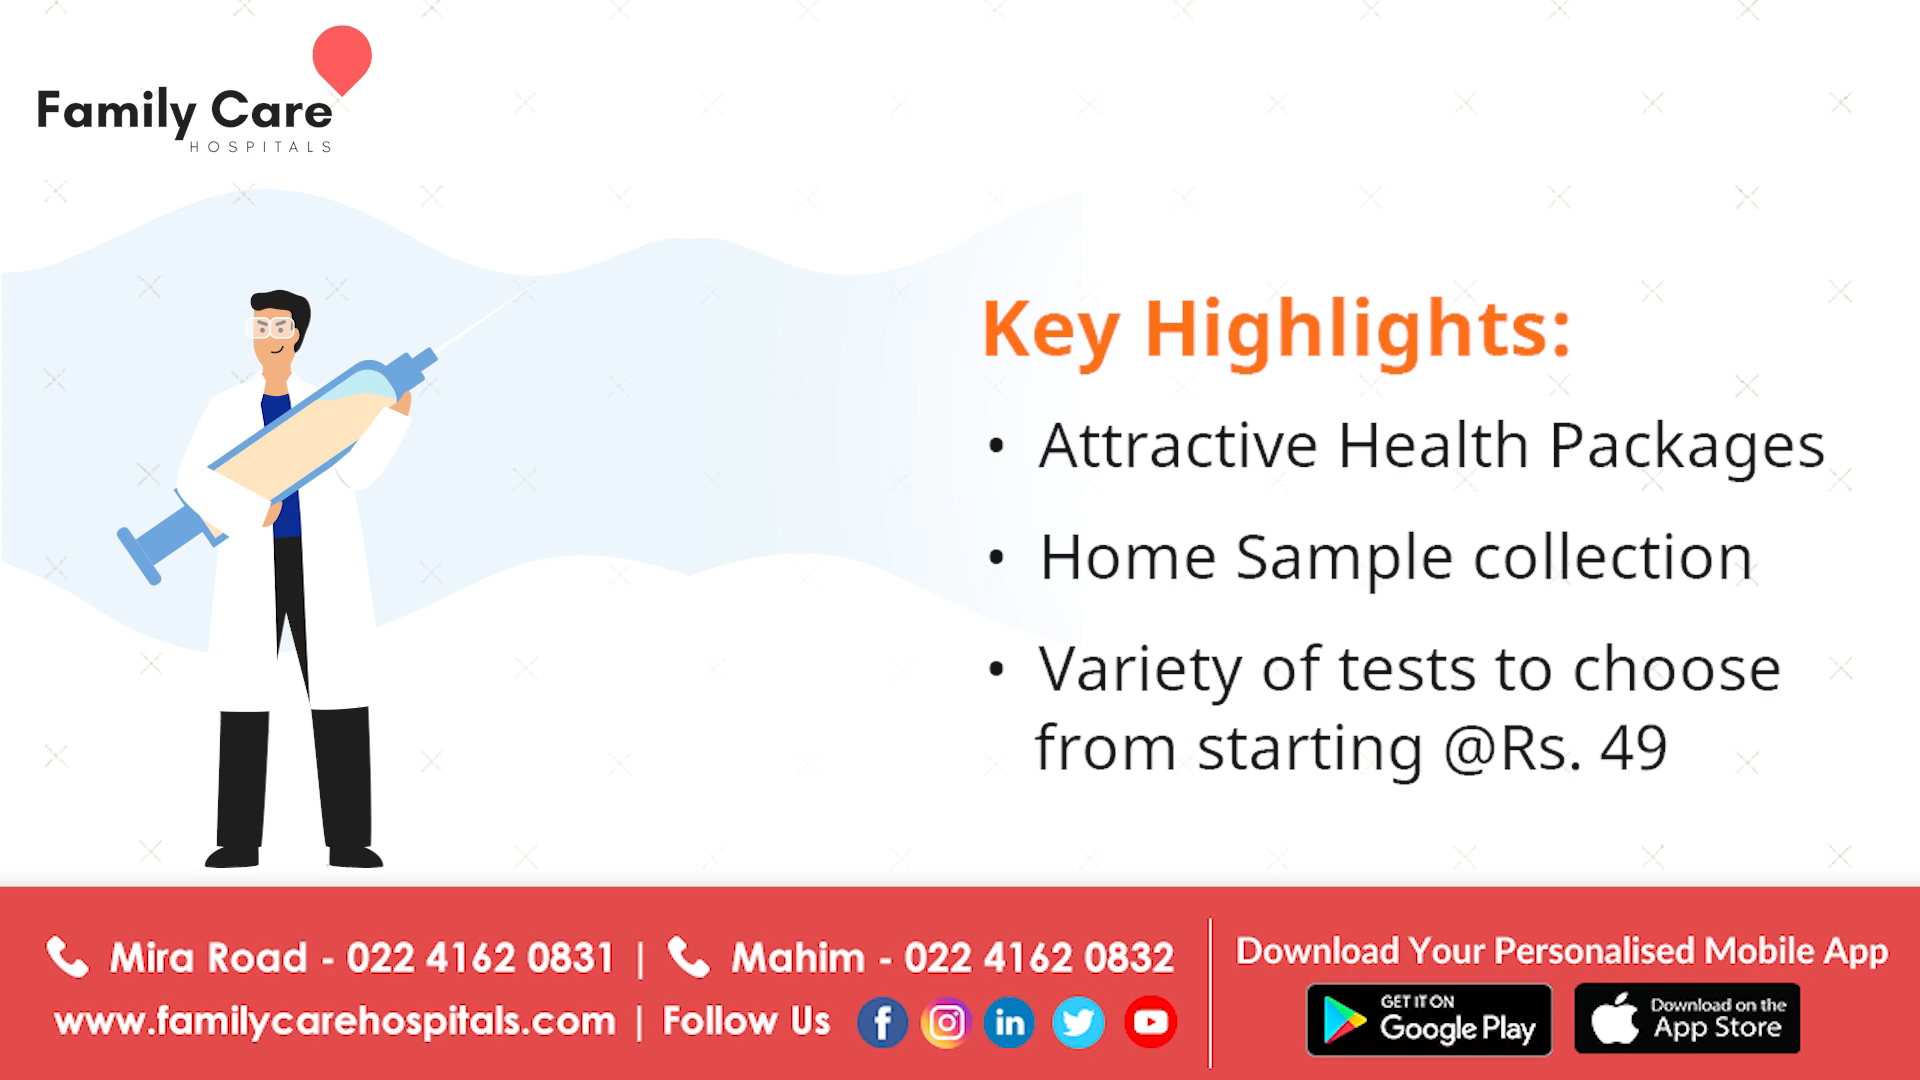 Family Care
HOSPITALS
Key Highlights:
• Attractive Health Packages
• Home Sample collection
• Variety of tests to choose
from starting @Rs. 49
Mira Road - 022 4162 0831 | Mahim - 022 4162 0832
www.familycarehospitals.com | Follow Us
Download Your Personalised Mobile App
GET IT ON
Google Play
Download on the
App Store